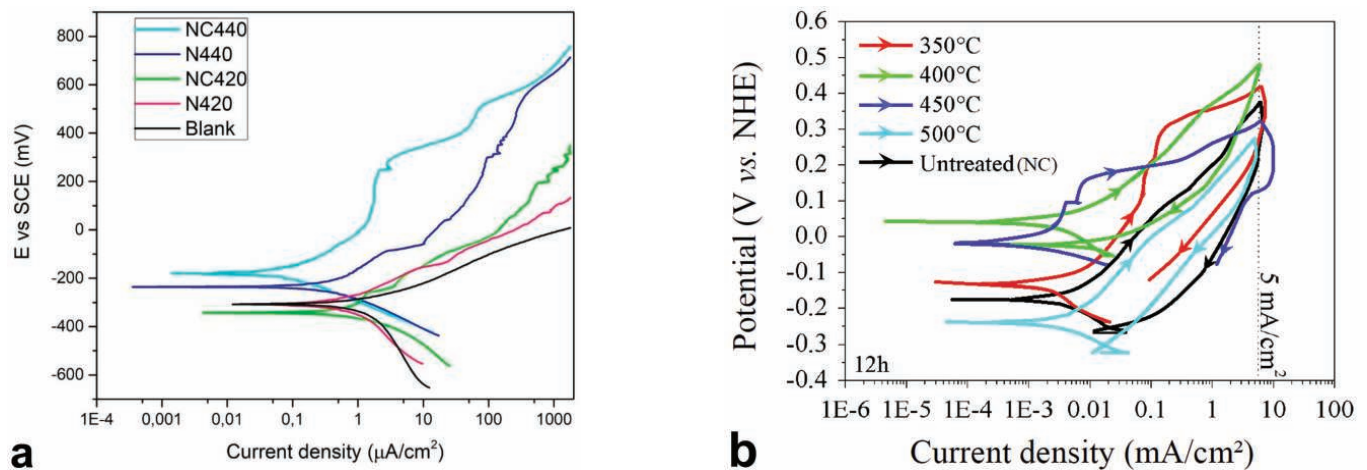 NC440
N440
NC420
N420
Blank
800
600
400
200
0
-200
-400
-600
E vs SCE (mV)
1E-4 0,001 0,01 0,1 1 10 100 1000
Current density (µA/cm²)
a
350°C
400°C
450°C
500°C
Untreated (NC)
0.6
0.5
0.4
0.3
0.2
0.1
0.0
-0.1
-0.2
-0.3
-0.4
Potential (V vs. NHE)
5 mA/cm²
12h
1E-6 1E-5 1E-4 1E-3 0.01 0.1 1 10 100
Current density (mA/cm²)
b